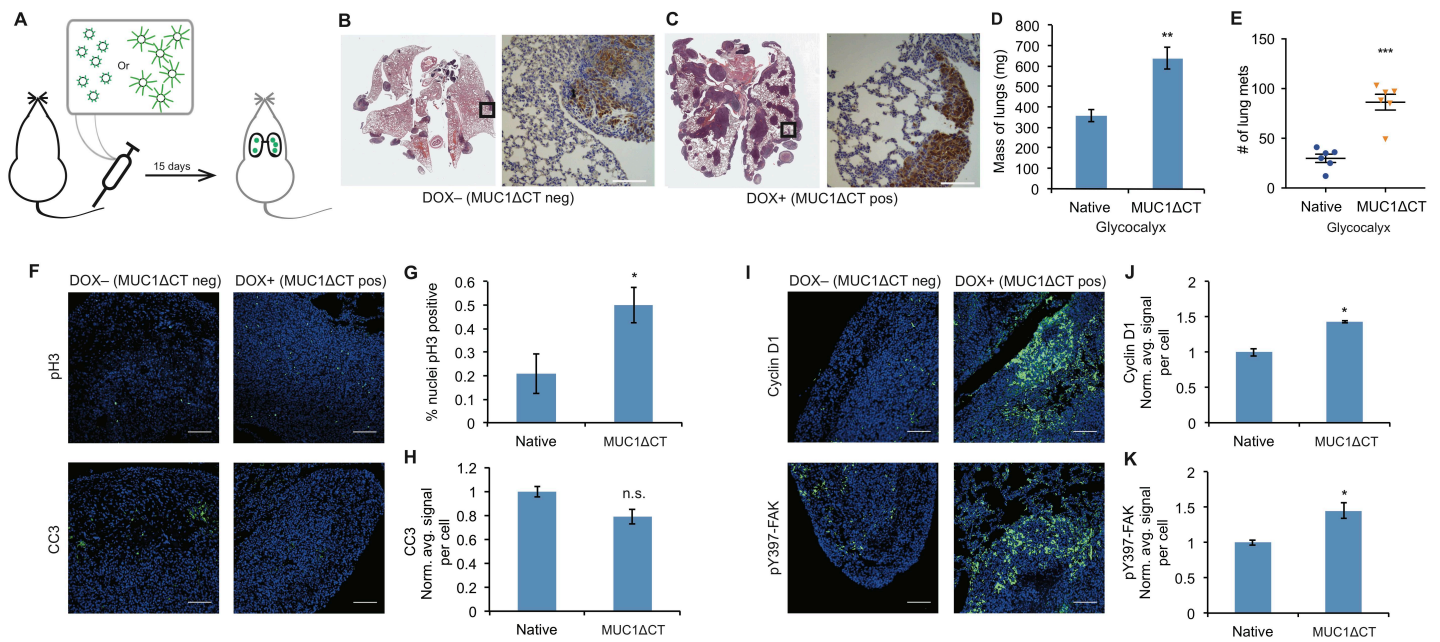 A
Or
15 days
B
DOX– (MUC1ΔCT neg)
C
DOX+ (MUC1ΔCT pos)
D
Mass of lungs (mg)
800
700
600
500
400
300
200
100
0
**
Native
MUC1ΔCT
Glycocalyx
E
# of lung mets
150
100
50
0
***
Native
MUC1ΔCT
Glycocalyx
F
DOX– (MUC1ΔCT neg)
DOX+ (MUC1ΔCT pos)
pH3
CC3
G
% nuclei pH3 positive
0.6
0.5
0.4
0.3
0.2
0.1
0
*
Native
MUC1ΔCT
H
CC3
Norm. avg. signal
per cell
1.2
1
0.8
0.6
0.4
0.2
0
n.s.
Native
MUC1ΔCT
I
DOX– (MUC1ΔCT neg)
DOX+ (MUC1ΔCT pos)
Cyclin D1
pY397-FAK
J
Cyclin D1
Norm. avg. signal
per cell
2
1.5
1
0.5
0
*
Native
MUC1ΔCT
K
pY397-FAK
Norm. avg. signal
per cell
2
1.5
1
0.5
0
*
Native
MUC1ΔCT